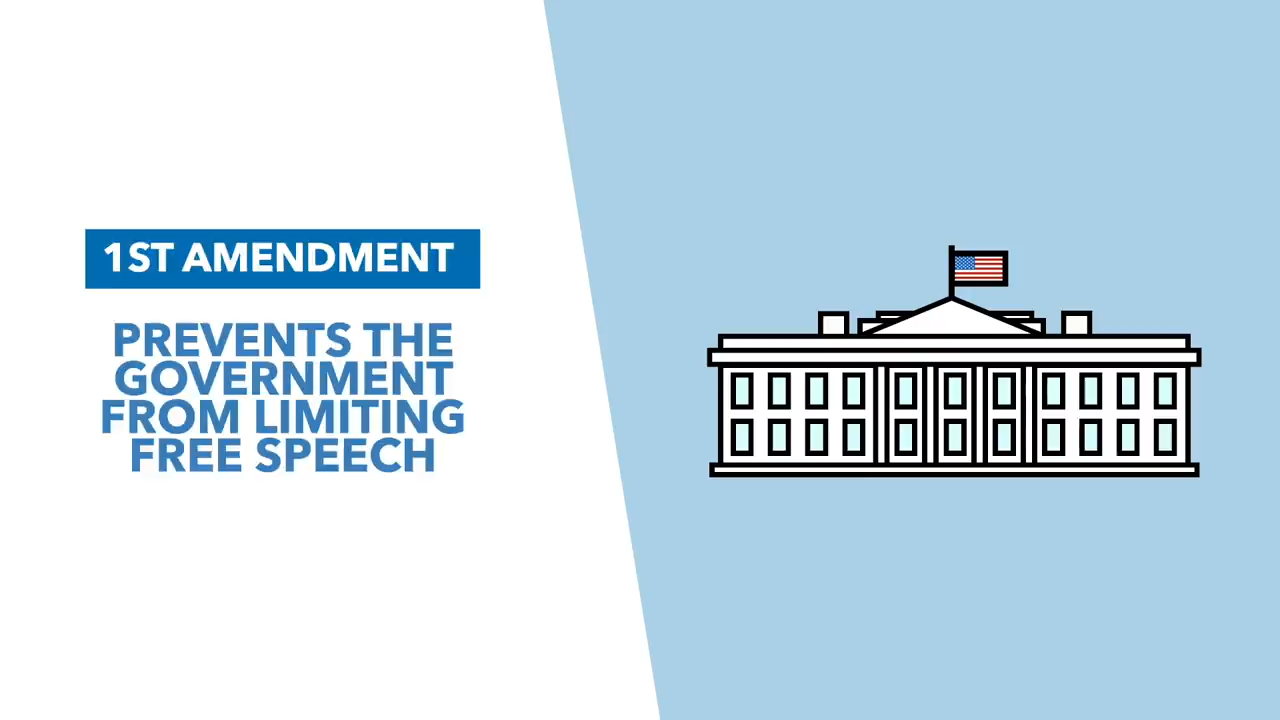 1ST AMENDMENT
PREVENTS THE
GOVERNMENT
FROM LIMITING
FREE SPEECH